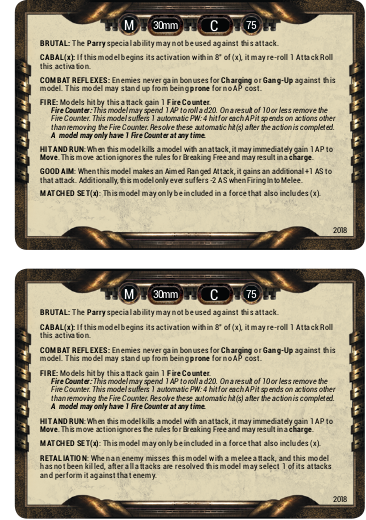 M 30mm C 75
BRUTAL: The Parry special ability may not be used against this attack.
CABAL(x): If this model begins its activation within 8" of (x), it may re-roll 1 Attack Roll
this activation.
COMBAT REFLEXES: Enemies never gain bonuses for Charging or Gang-Up against this
model. This model may stand up from being prone for no AP cost.
FIRE: Models hit by this attack gain 1 Fire Counter.
Fire Counter: This model may spend 1 AP to roll a d20. On a result of 10 or less remove the
Fire Counter. This model suffers 1 automatic PW: 4 hit for each AP it spends on actions other
than removing the Fire Counter. Resolve these automatic hit(s) after the action is completed.
A model may only have 1 Fire Counter at any time.
HIT AND RUN: When this model kills a model with an attack, it may immediately gain 1 AP to
Move. This move action ignores the rules for Breaking Free and may result in a charge.
GOOD AIM: When this model makes an Aimed Ranged Attack, it gains an additional +1 AS to
that attack. Additionally, this model only ever suffers -2 AS when Firing Into Melee.
MATCHED SET(x): This model may only be included in a force that also includes (x).
2018
M 30mm C 75
BRUTAL: The Parry special ability may not be used against this attack.
CABAL(x): If this model begins its activation within 8" of (x), it may re-roll 1 Attack Roll
this activation.
COMBAT REFLEXES: Enemies never gain bonuses for Charging or Gang-Up against this
model. This model may stand up from being prone for no AP cost.
FIRE: Models hit by this attack gain 1 Fire Counter.
Fire Counter: This model may spend 1 AP to roll a d20. On a result of 10 or less remove the
Fire Counter. This model suffers 1 automatic PW: 4 hit for each AP it spends on actions other
than removing the Fire Counter. Resolve these automatic hit(s) after the action is completed.
A model may only have 1 Fire Counter at any time.
HIT AND RUN: When this model kills a model with an attack, it may immediately gain 1 AP to
Move. This move action ignores the rules for Breaking Free and may result in a charge.
MATCHED SET(x): This model may only be included in a force that also includes (x).
RETALIATION: When an enemy misses this model with a melee attack, and this model
has not been killed, after all attacks are resolved this model may select 1 of its attacks
and perform it against that enemy.
2018